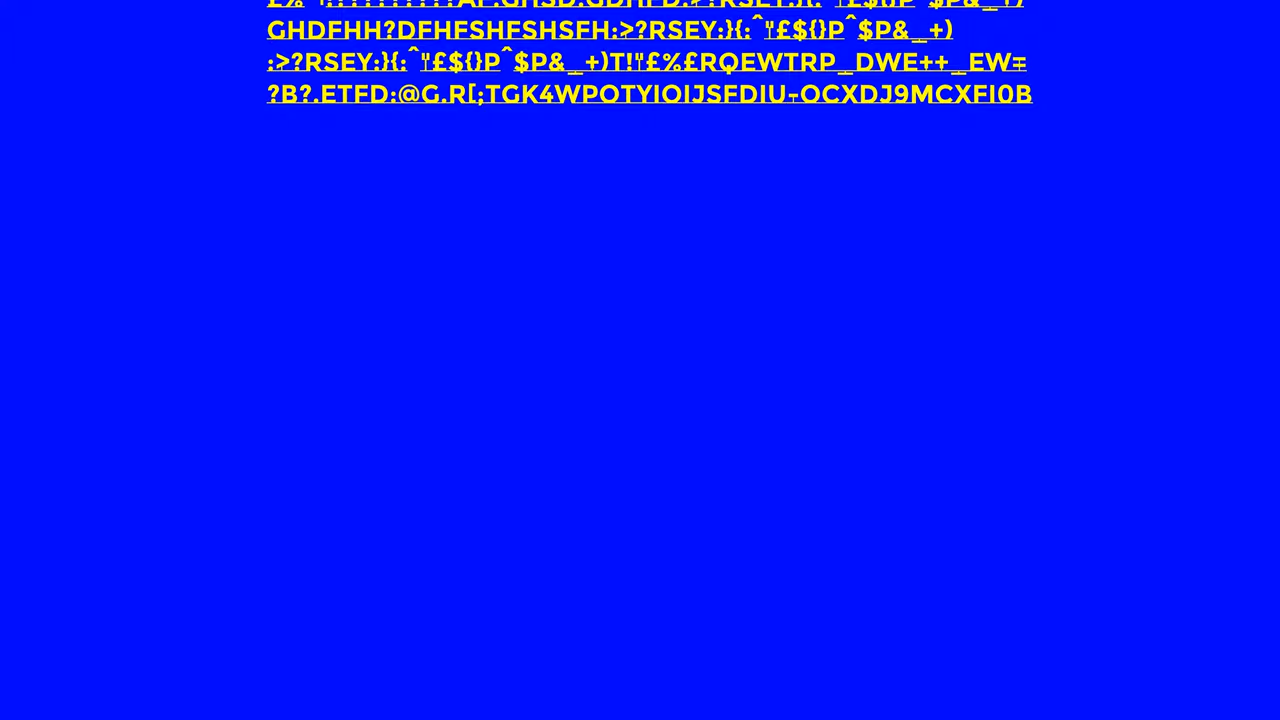 GHDFHH?DFHFSHFSHSFH:>?RSEY:}{:^"!£${}P^$P&_+)
:>?RSEY:}{:^"!£${}P^$P&_+)T!"£%£RQEWTRP_DWE++_EW=
?B?.ETFD:@G.R[;TGK4WPOTYIOIJSFDIU-OCXDJ9MCXFI0B